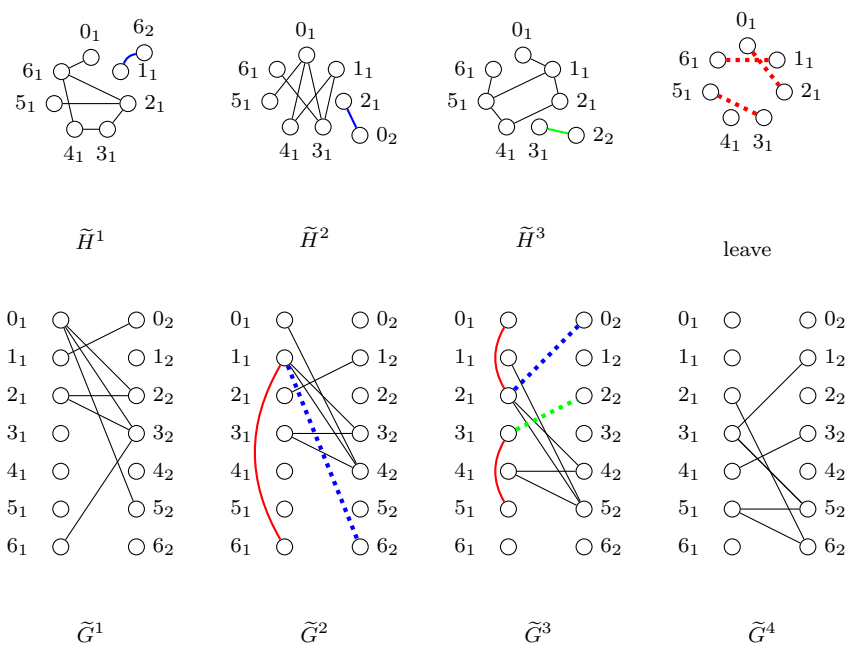 0₁ 6₂ 6₁ 1₁ 5₁ 2₁ 4₁ 3₁
0₁ 6₁ 1₁ 5₁ 2₁ 0₂ 4₁ 3₁
0₁ 6₁ 1₁ 5₁ 2₁ 4₁ 3₁ 2₂
0₁ 6₁ 1₁ 5₁ 2₁ 4₁ 3₁
H̃¹ H̃² H̃³ leave
0₁ 0₂ 0₁ 0₂ 0₁ 0₂ 0₁ 0₂
1₁ 1₂ 1₁ 1₂ 1₁ 1₂ 1₁ 1₂
2₁ 2₂ 2₁ 2₂ 2₁ 2₂ 2₁ 2₂
3₁ 3₂ 3₁ 3₂ 3₁ 3₂ 3₁ 3₂
4₁ 4₂ 4₁ 4₂ 4₁ 4₂ 4₁ 4₂
5₁ 5₂ 5₁ 5₂ 5₁ 5₂ 5₁ 5₂
6₁ 6₂ 6₁ 6₂ 6₁ 6₂ 6₁ 6₂
G̃¹ G̃² G̃³ G̃⁴